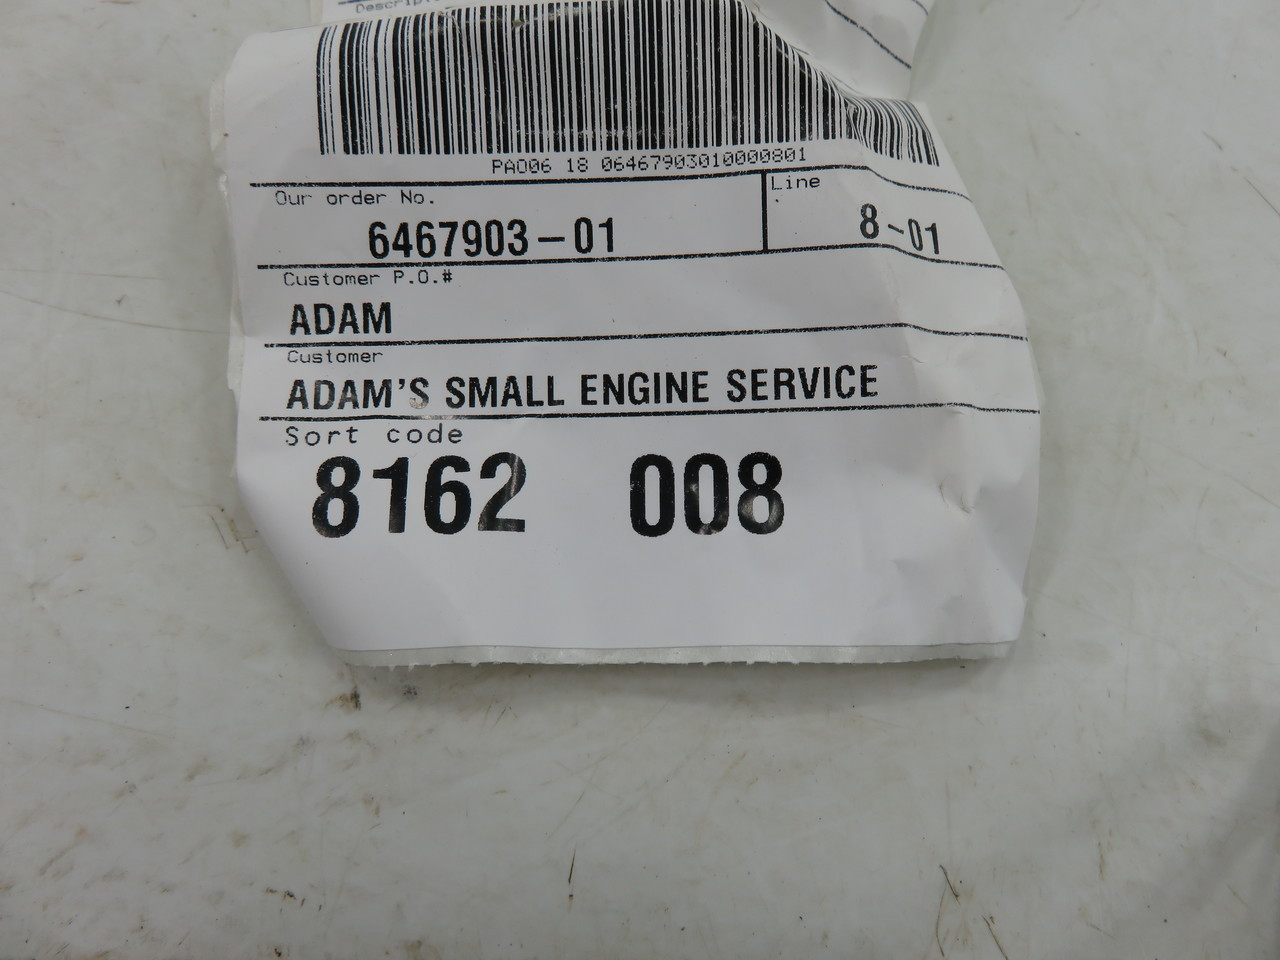 PA006 18 06467903010000801
Our order No.
Line
6467903-01
8-01
Customer P.O.#
ADAM
Customer
ADAM'S SMALL ENGINE SERVICE
Sort code
8162 008